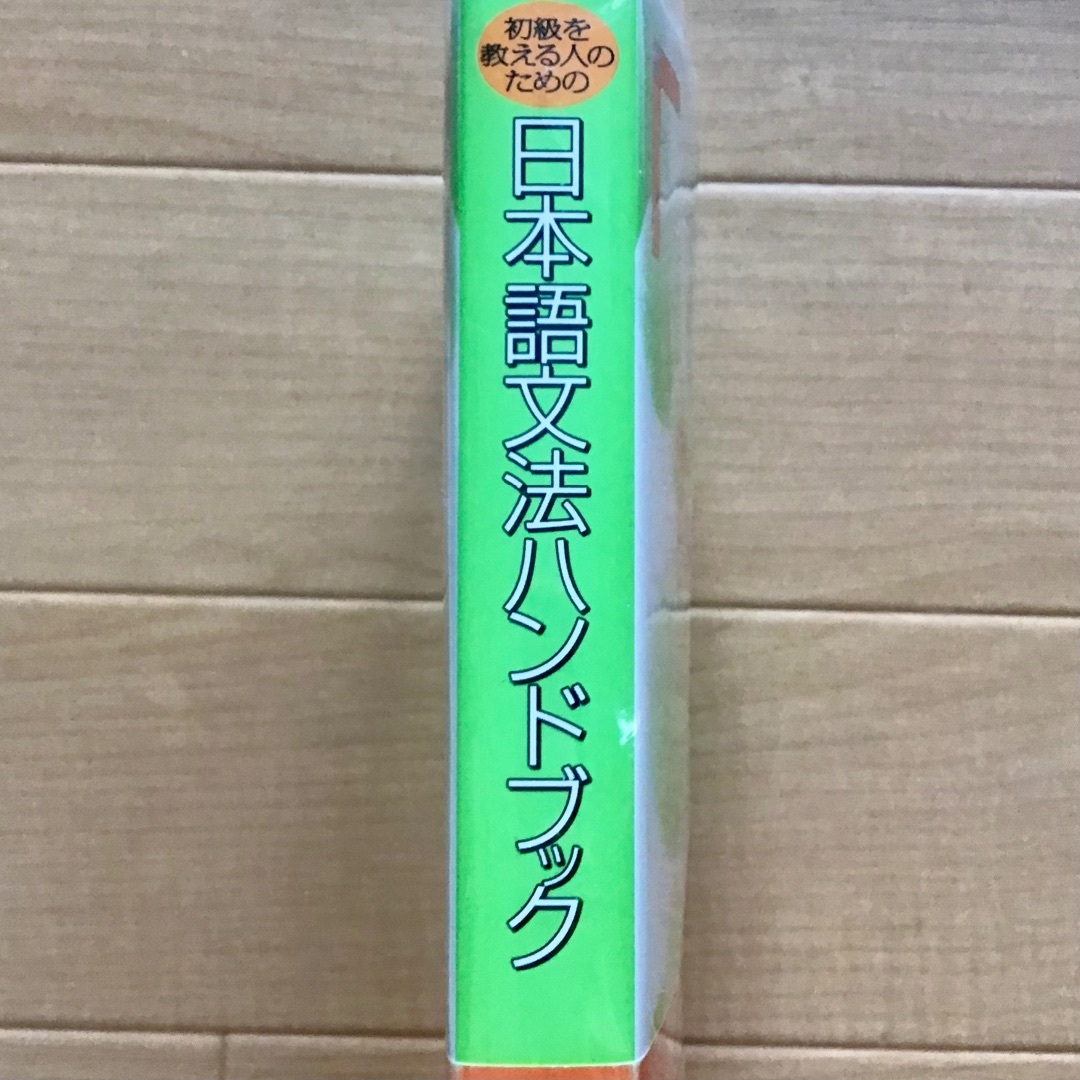 初級を
教える人の
ための
日本語文法ハンドブック